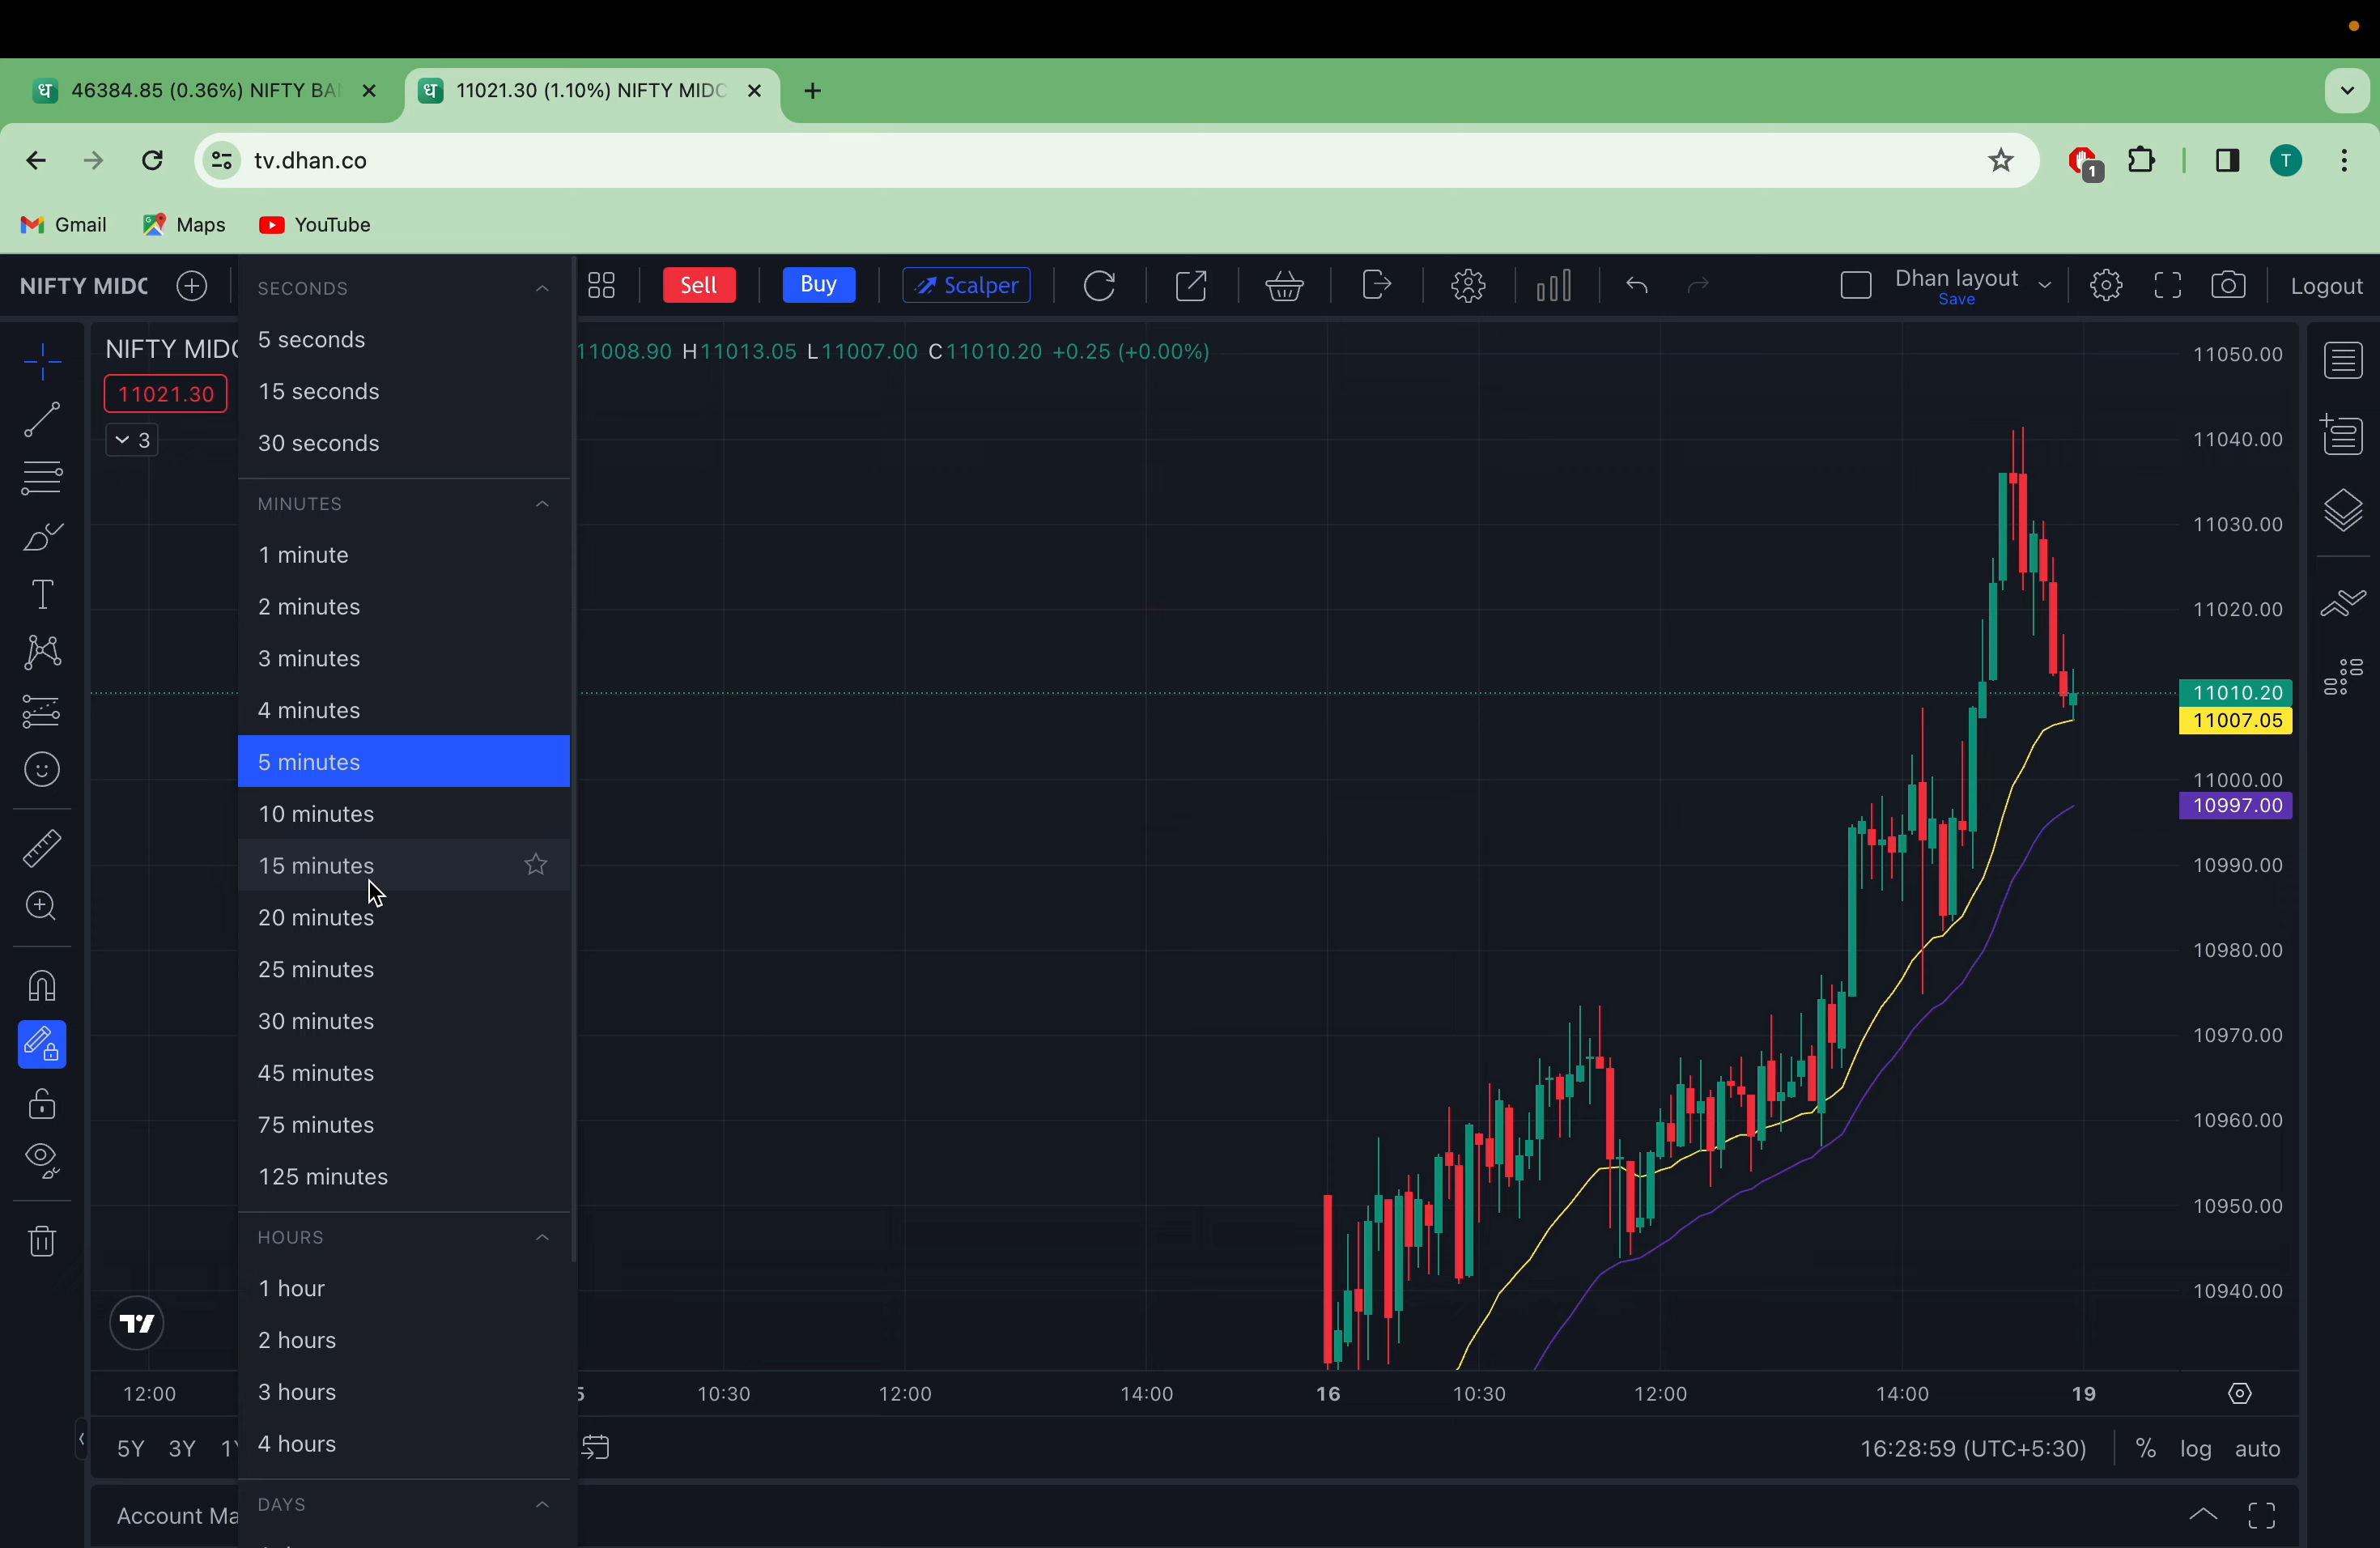 46384.85 (0.36%) NIFTY BA
11021.30 (1.10%) NIFTY MIDC
tv.dhan.co
1
T
Gmail
Maps
YouTube
NIFTY MIDC
Sell
Buy
Scalper
Dhan layout
Save
Logout
NIFTY MIDC
11008.90 H11013.05 L11007.00 C11010.20 +0.25 (+0.00%)
11021.30
3
SECONDS
5 seconds
15 seconds
30 seconds
MINUTES
1 minute
2 minutes
3 minutes
4 minutes
5 minutes
10 minutes
15 minutes
20 minutes
25 minutes
30 minutes
45 minutes
75 minutes
125 minutes
HOURS
1 hour
2 hours
3 hours
4 hours
DAYS
11050.00
11040.00
11030.00
11020.00
11010.20
11007.05
11000.00
10997.00
10990.00
10980.00
10970.00
10960.00
10950.00
10940.00
12:00
5
10:30
12:00
14:00
16
10:30
12:00
14:00
19
5Y
3Y
1Y
16:28:59 (UTC+5:30)
%
log
auto
Account Ma